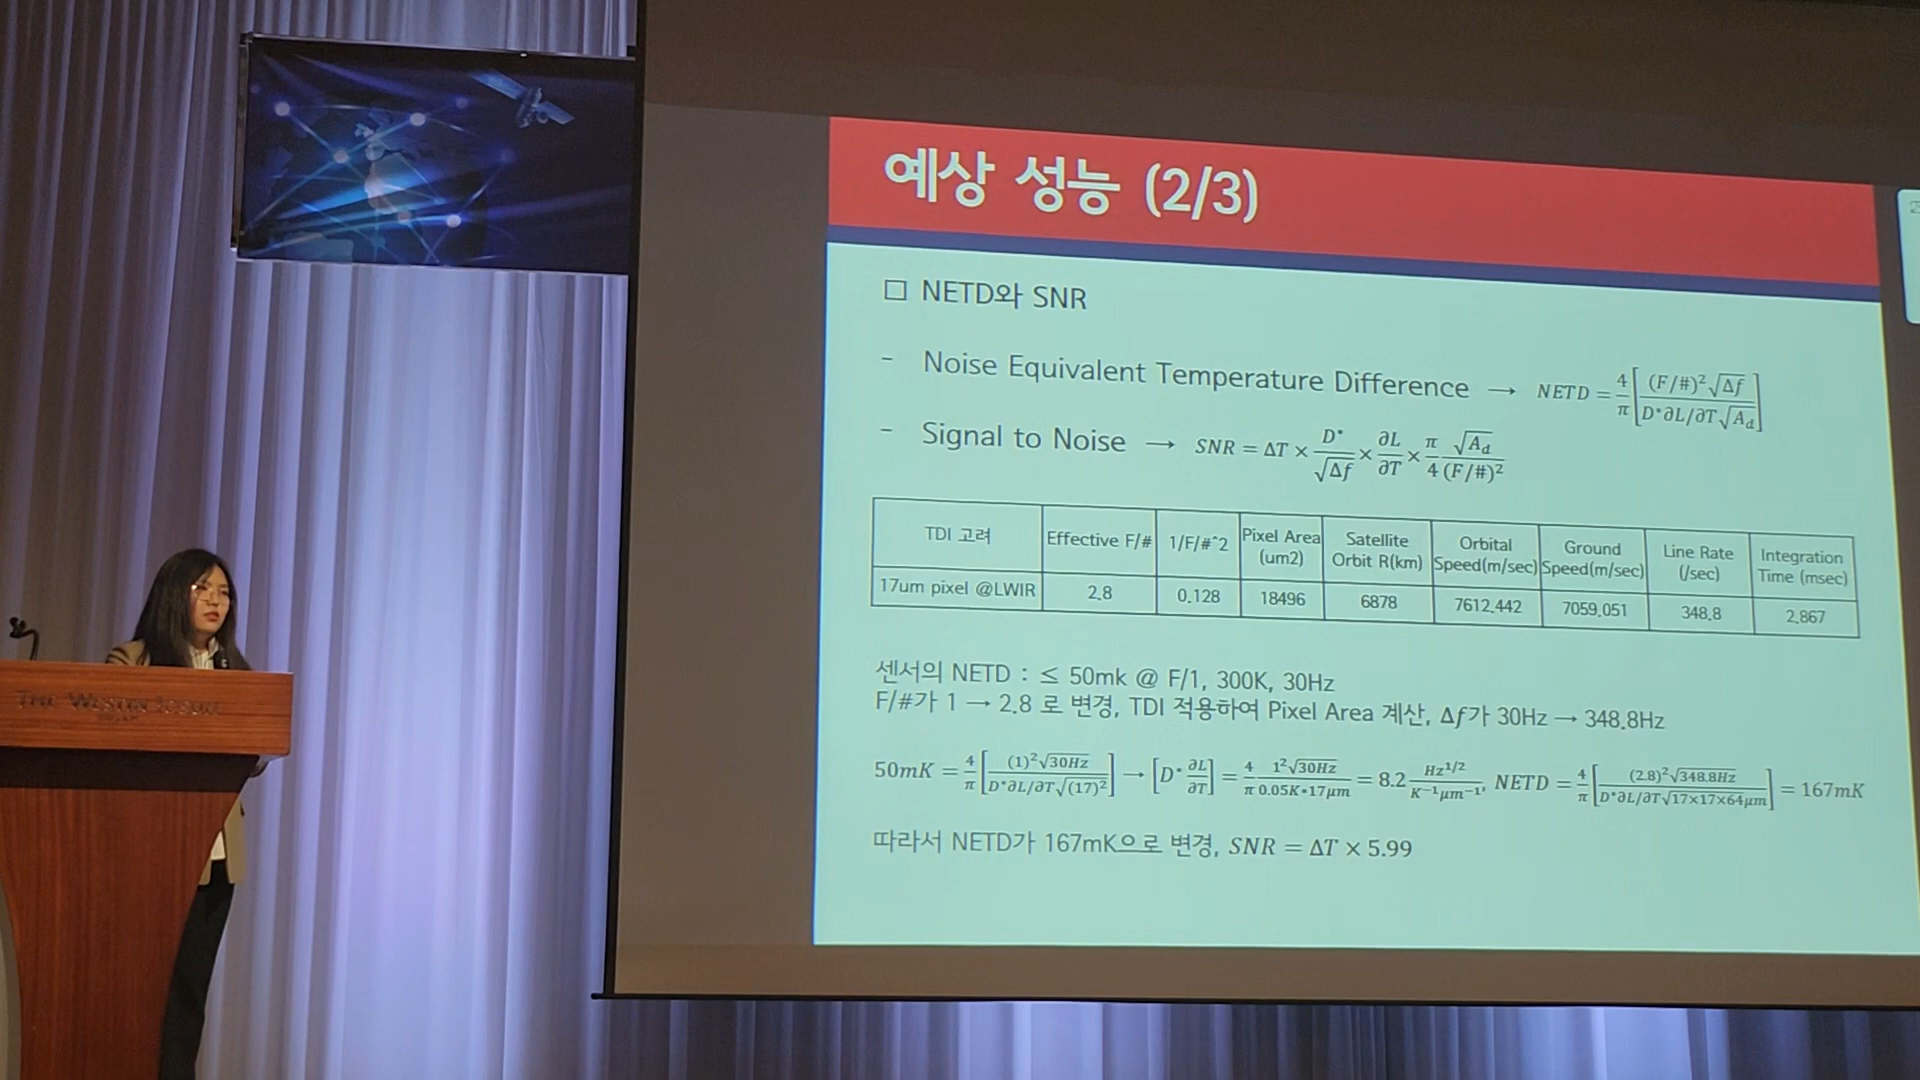 예상 성능 (2/3)
□ NETD와 SNR
- Noise Equivalent Temperature Difference → NETD = 4/π [(F/#)²√Δf / D*∂L/∂T√A_d]
- Signal to Noise → SNR = ΔT × D*/√Δf × ∂L/∂T × π/4 √A_d/(F/#)²
TDI 고려 | Effective F/# | 1/F/#^2 | Pixel Area (um2) | Satellite Orbit R(km) | Orbital Speed(m/sec) | Ground Speed(m/sec) | Line Rate (/sec) | Integration Time (msec)
17um pixel @LWIR | 2.8 | 0.128 | 18496 | 6878 | 7612.442 | 7059.051 | 348.8 | 2.867
센서의 NETD : ≤ 50mk @ F/1, 300K, 30Hz
F/#가 1 → 2.8 로 변경, TDI 적용하여 Pixel Area 계산, Δf가 30Hz → 348.8Hz
50mK = 4/π [(1)²√30Hz / D*∂L/∂T√(17)²] → [D* ∂L/∂T] = 4/π 1²√30Hz / 0.05K•17μm = 8.2 Hz^1/2 / K⁻¹μm⁻¹, NETD = 4/π [(2.8)²√348.8Hz / D*∂L/∂T√17×17×64μm] = 167mK
따라서 NETD가 167mK으로 변경, SNR = ΔT × 5.99
THE WESTIN JOSUN
BUSAN